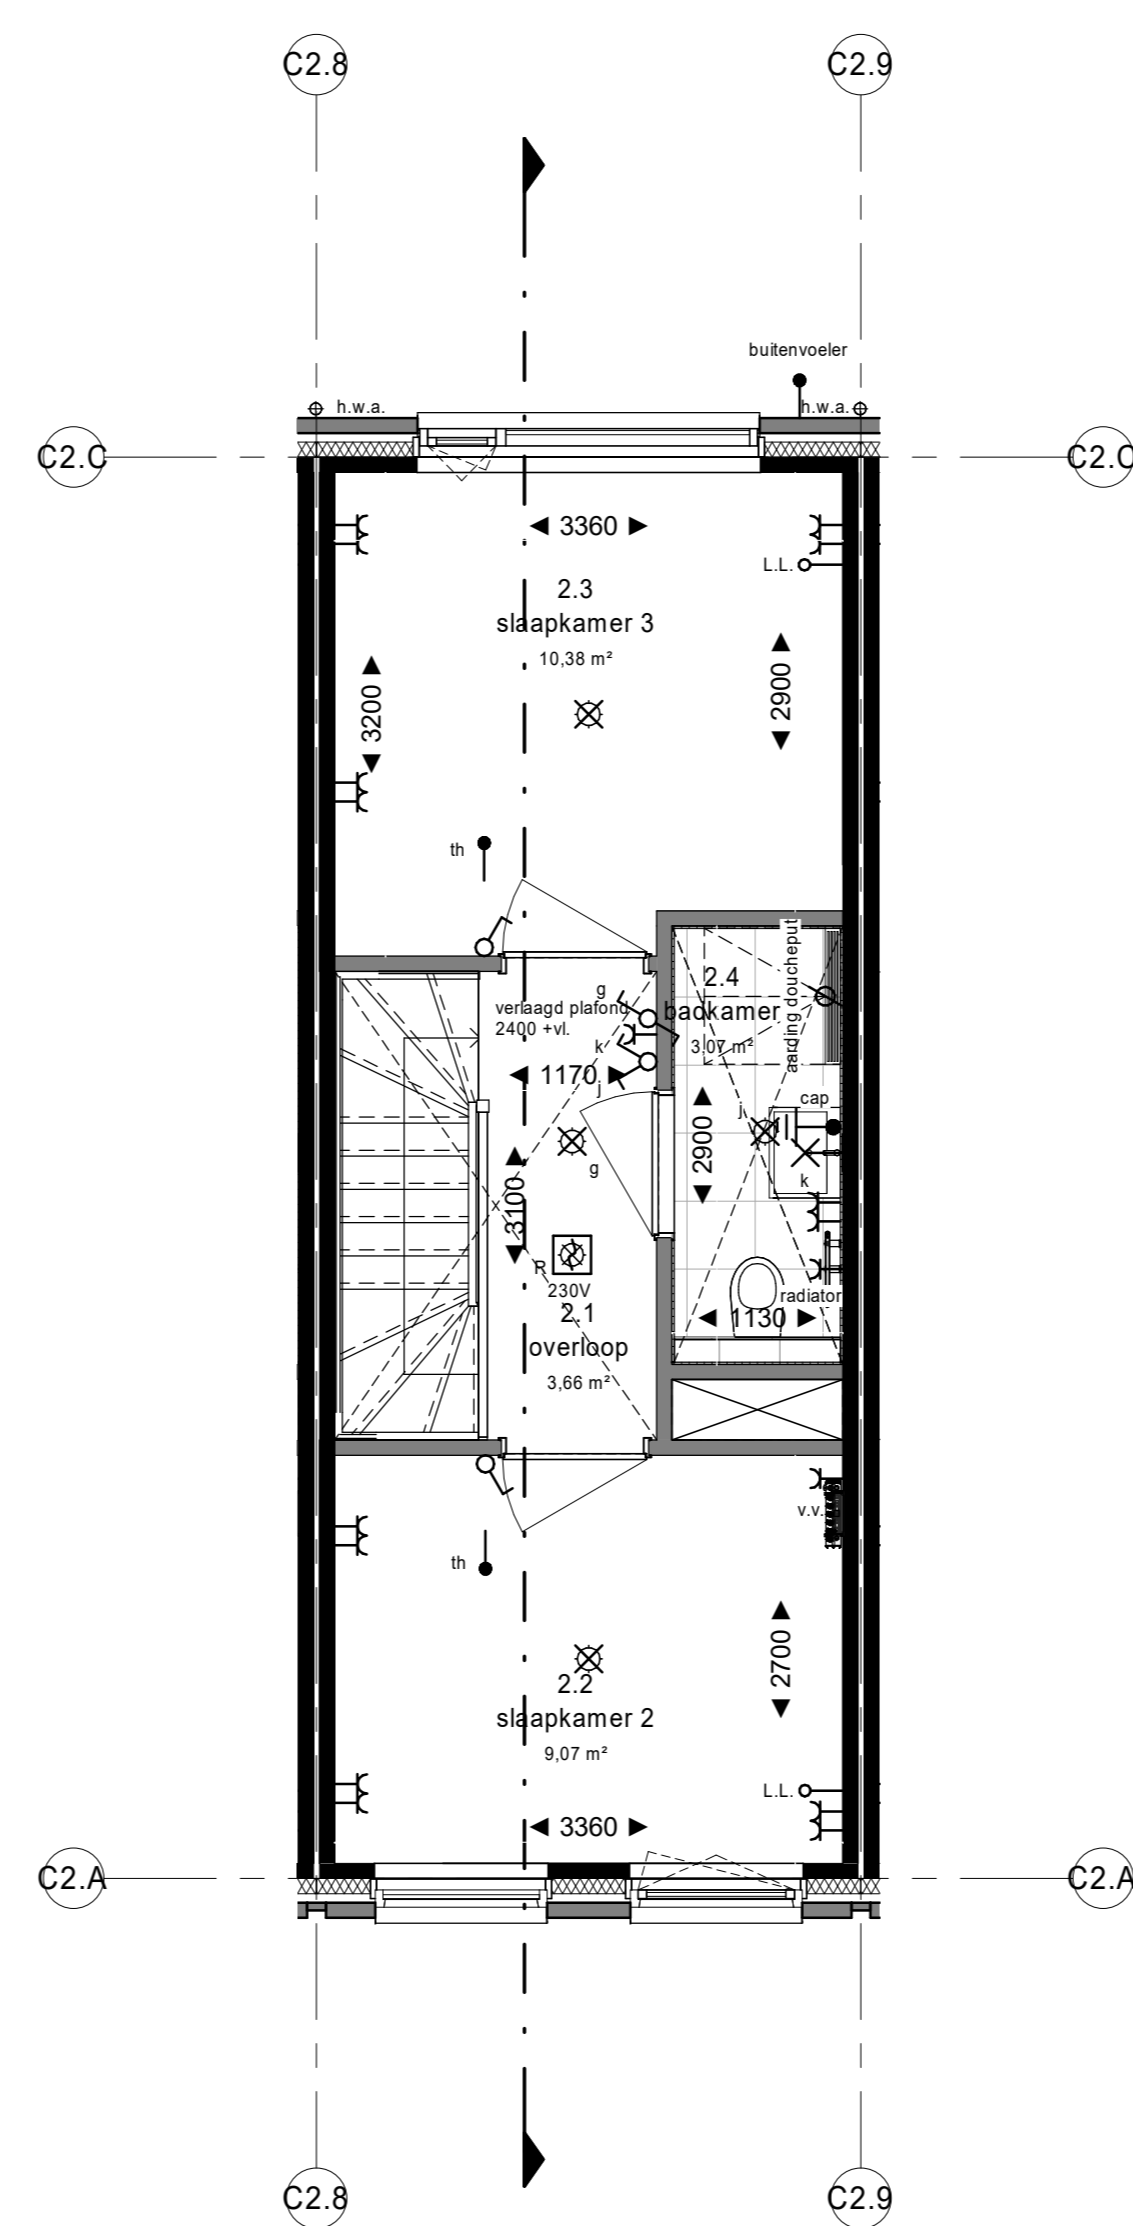 C2.8
C2.9
buitenvoeler
h.w.a.
h.w.a.
C2.C
C2.C
3360
L.L.
2.3
slaapkamer 3
10,38 m²
3200
2900
th
verlaagd plafond
2400 +vl.
g
k
j
1170
2.4
badkamer
3,07 m²
aarding doucheput
cap
j
k
2900
g
3100
R
230V
2.1
overloop
3,66 m²
radiator
1130
v.v.
th
2700
2.2
slaapkamer 2
9,07 m²
L.L.
3360
C2.A
C2.A
C2.8
C2.9